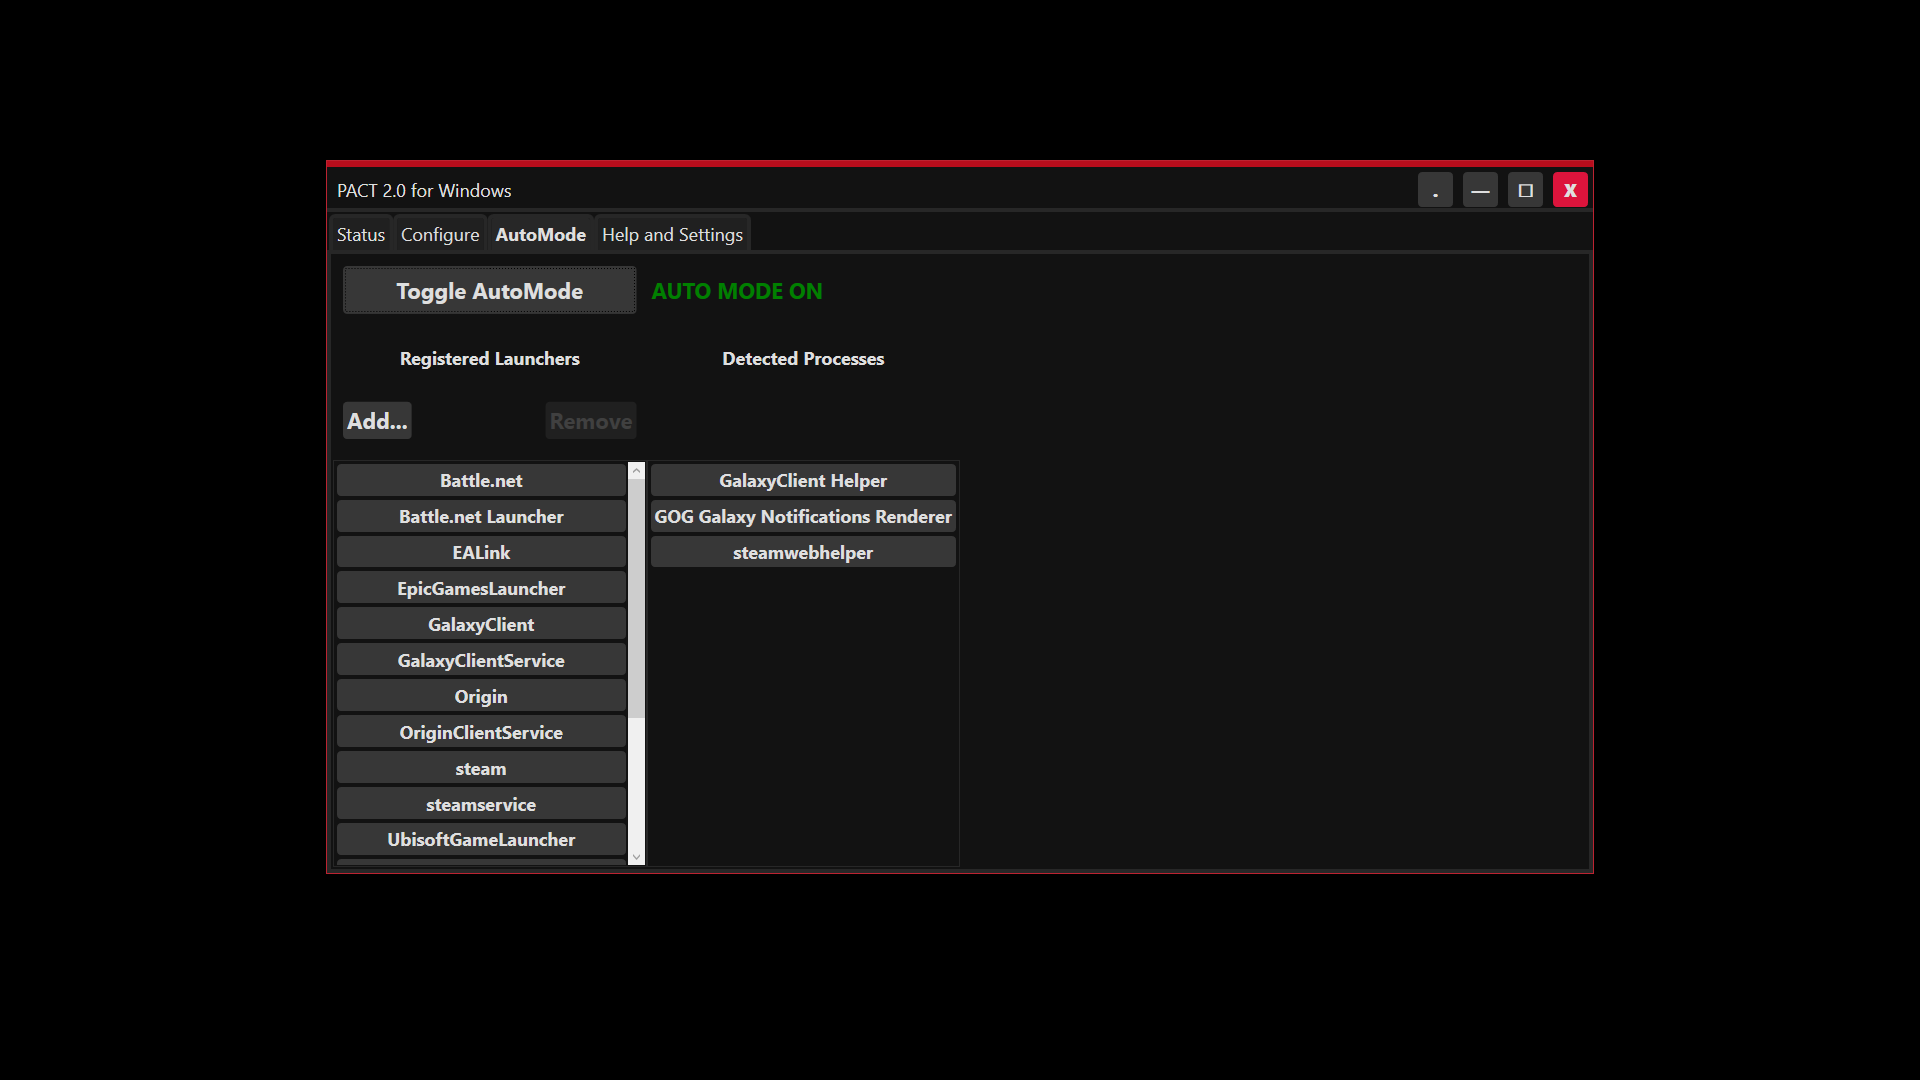 PACT 2.0 for Windows
. — □ X
Status Configure AutoMode Help and Settings
Toggle AutoMode AUTO MODE ON
Registered Launchers Detected Processes
Add... Remove
Battle.net GalaxyClient Helper
Battle.net Launcher GOG Galaxy Notifications Renderer
EALink steamwebhelper
EpicGamesLauncher
GalaxyClient
GalaxyClientService
Origin
OriginClientService
steam
steamservice
UbisoftGameLauncher